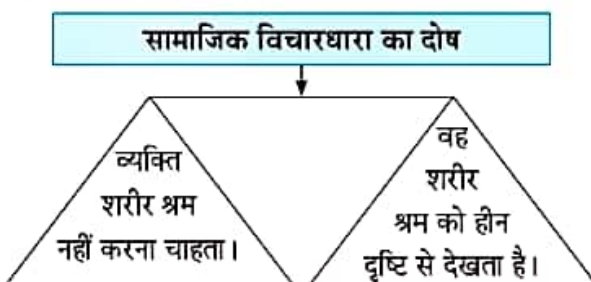 सामाजिक विचारधारा का दोष
व्यक्ति
शरीर श्रम
नहीं करना चाहता।
वह
शरीर
श्रम को हीन
दृष्टि से देखता है।